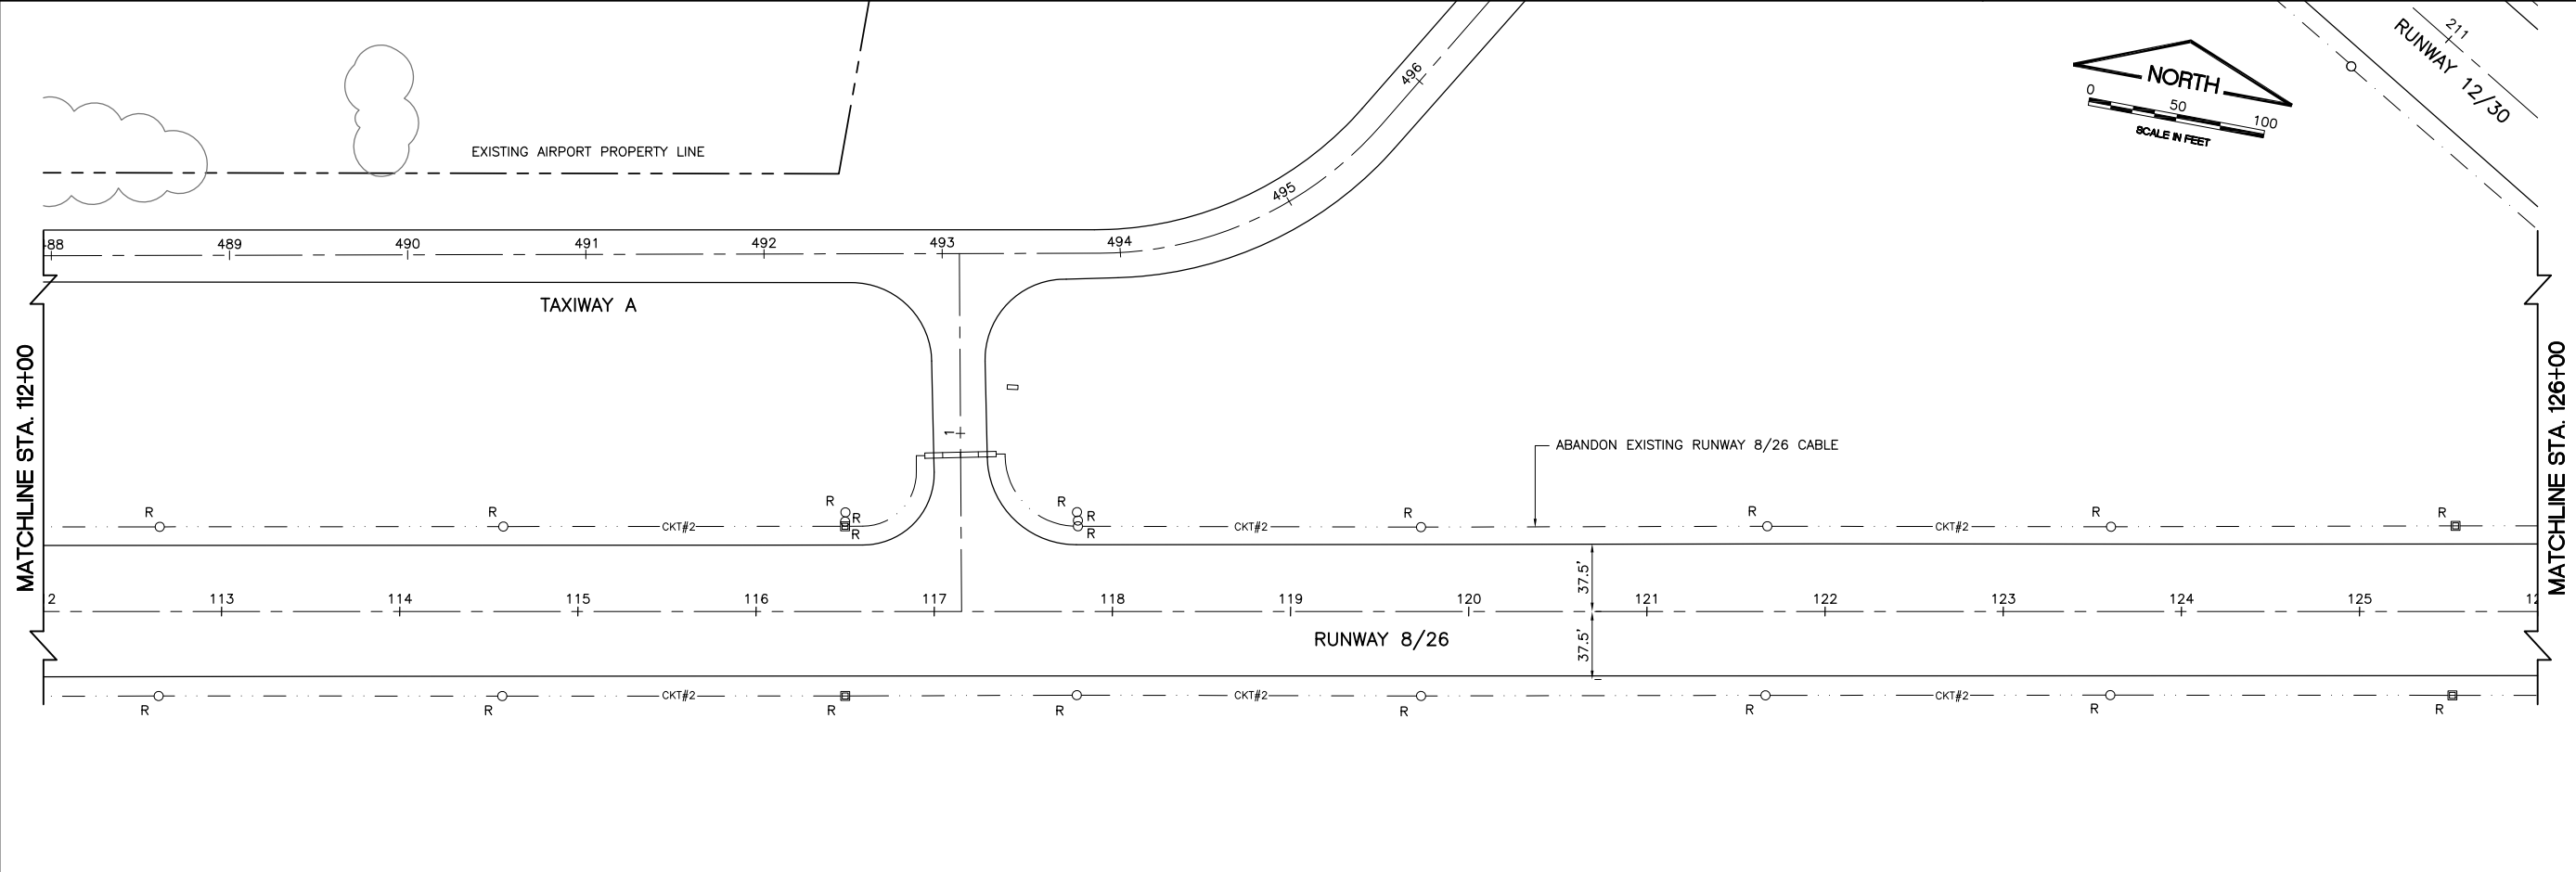 211
RUNWAY 12/30
496
NORTH
0 50 100
SCALE IN FEET
EXISTING AIRPORT PROPERTY LINE
495
88 489 490 491 492 493 494
TAXIWAY A
MATCHLINE STA. 112+00
MATCHLINE STA. 126+00
1
ABANDON EXISTING RUNWAY 8/26 CABLE
R R R R R R R R
R R
CKT#2 CKT#2 CKT#2
R R
37.5'
2 113 114 115 116 117 118 119 120 121 122 123 124 125 12
RUNWAY 8/26
37.5'
CKT#2 CKT#2 CKT#2
R R R R R R R R